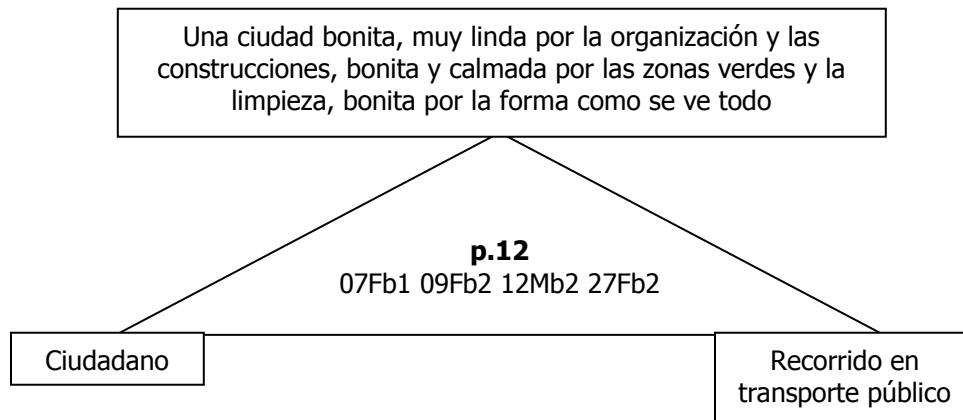 Una ciudad bonita, muy linda por la organización y las
construcciones, bonita y calmada por las zonas verdes y la
limpieza, bonita por la forma como se ve todo
p.12
07Fb1 09Fb2 12Mb2 27Fb2
Ciudadano
Recorrido en
transporte público